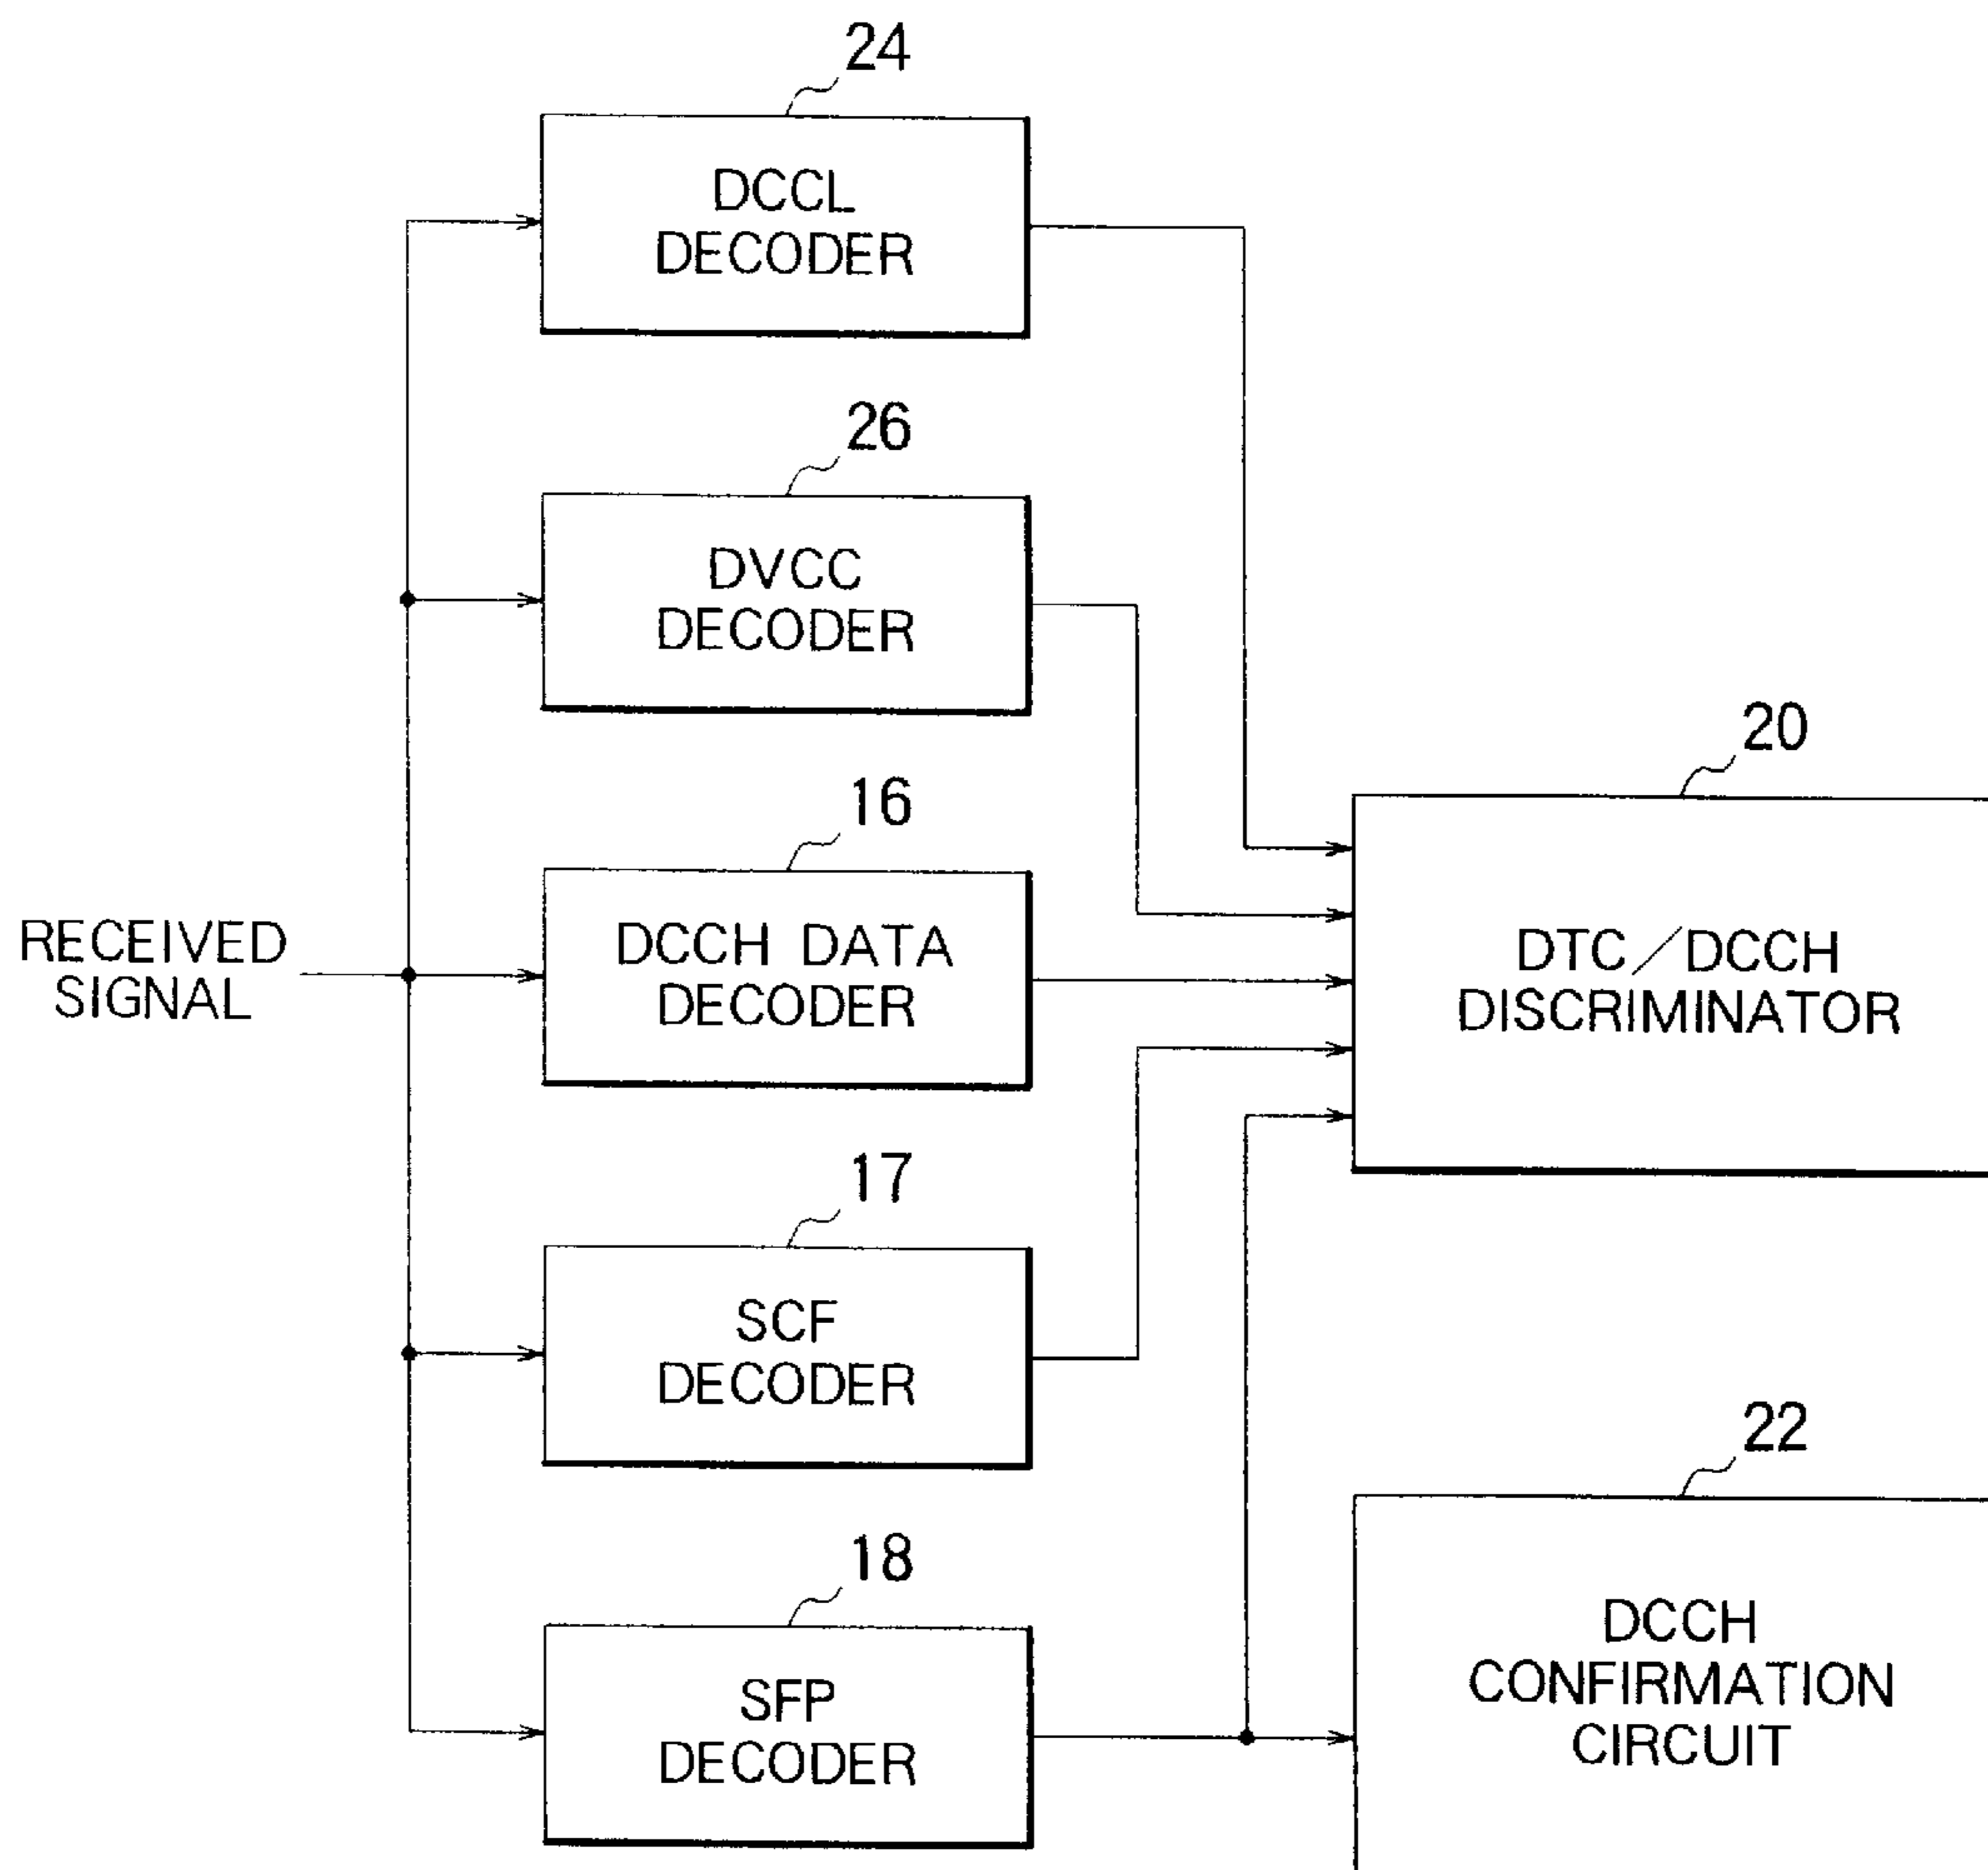 24
DCCL
DECODER
26
DVCC
DECODER
16
DCCH DATA
DECODER
RECEIVED
SIGNAL
20
DTC/DCCH
DISCRIMINATOR
17
SCF
DECODER
18
SFP
DECODER
22
DCCH
CONFIRMATION
CIRCUIT